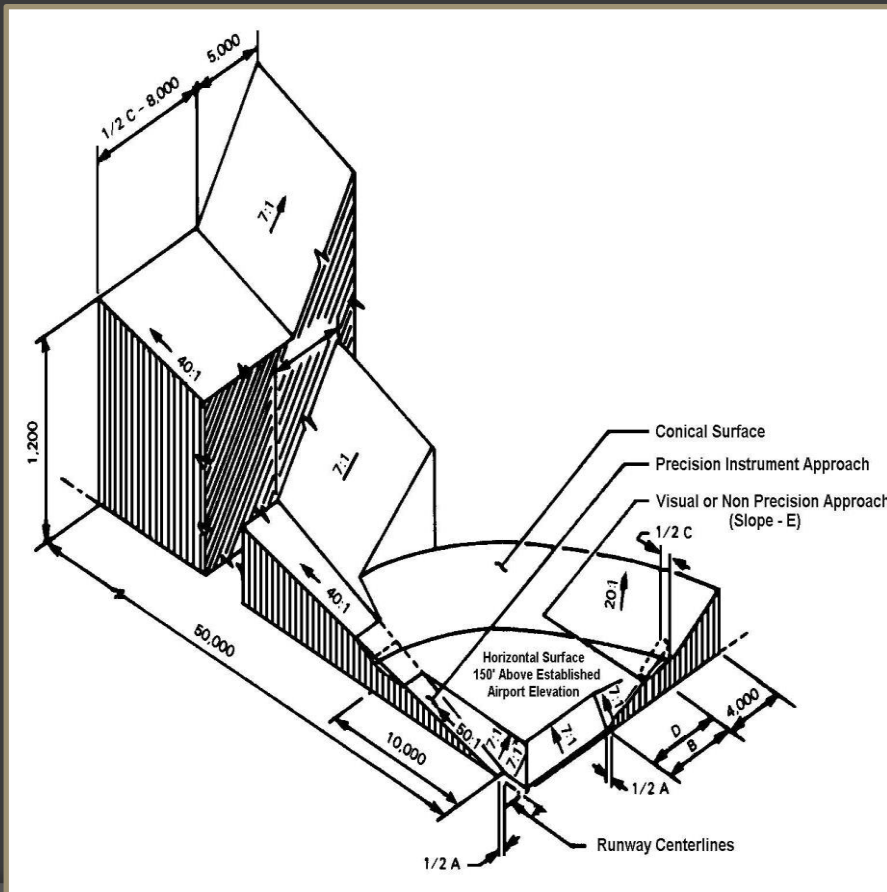 5,000
1/2 C - 8,000
7:1
40:1
1,200
7:1
Conical Surface
Precision Instrument Approach
Visual or Non Precision Approach
(Slope - E)
1/2 C
40:1
20:1
50,000
Horizontal Surface
150' Above Established
Airport Elevation
7:1
4,000
10,000
50:1
7:1
7:1
7:1
D
B
1/2 A
Runway Centerlines
1/2 A